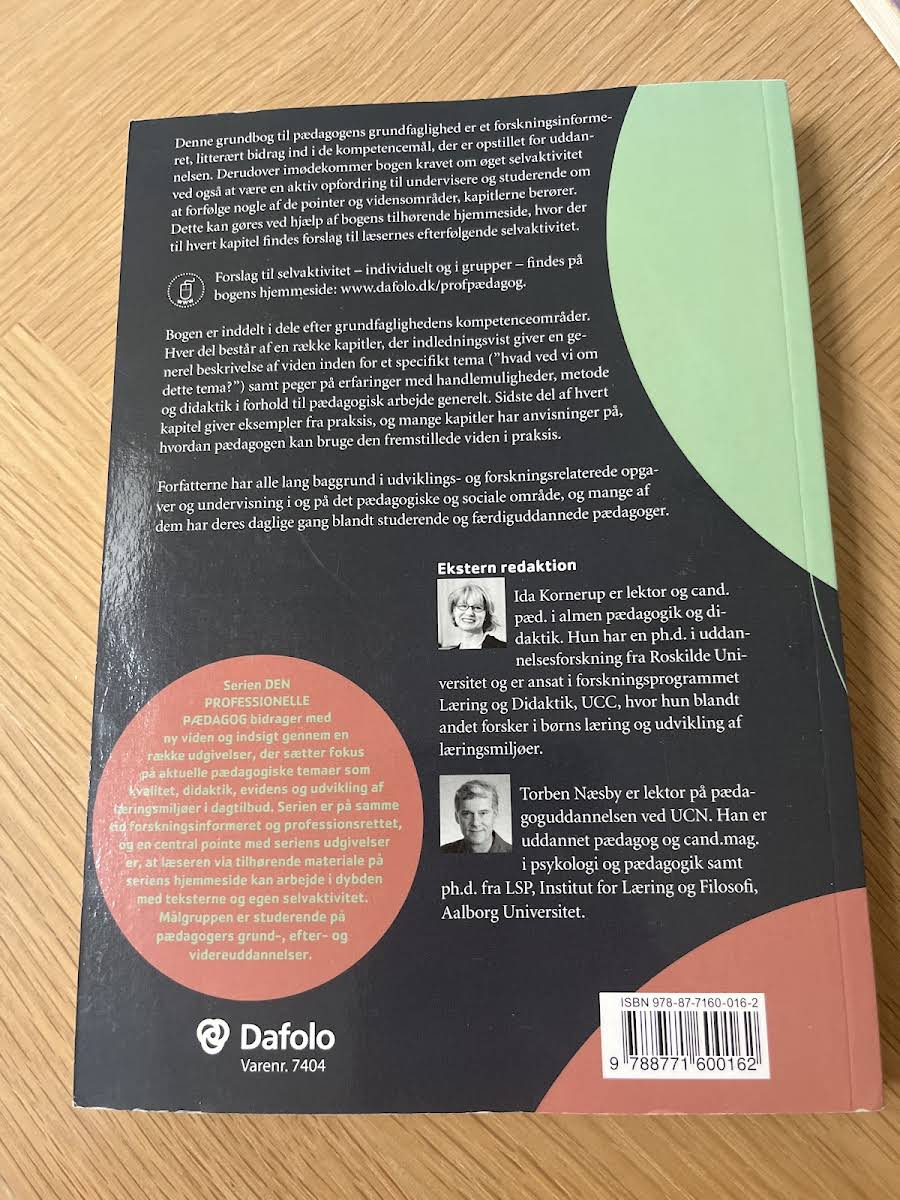 Denne grundbog til pædagogens grundfaglighed er et forskningsinforme-
ret, litterært bidrag ind i de kompetencemål, der er opstillet for uddan-
nelsen. Derudover imødekommer bogen kravet om øget selvaktivitet
ved også at være en aktiv opfordring til undervisere og studerende om
at forfølge nogle af de pointer og vidensområder, kapitlerne berører.
Dette kan gøres ved hjælp af bogens tilhørende hjemmeside, hvor der
til hvert kapitel findes forslag til læsernes efterfølgende selvaktivitet.
Forslag til selvaktivitet – individuelt og i grupper – findes på
bogens hjemmeside: www.dafolo.dk/profpædagog.
www
Bogen er inddelt i dele efter grundfaglighedens kompetenceområder.
Hver del består af en række kapitler, der indledningsvist giver en ge-
nerel beskrivelse af viden inden for et specifikt tema ("hvad ved vi om
dette tema?") samt peger på erfaringer med handlemuligheder, metode
og didaktik i forhold til pædagogisk arbejde generelt. Sidste del af hvert
kapitel giver eksempler fra praksis, og mange kapitler har anvisninger på,
hvordan pædagogen kan bruge den fremstillede viden i praksis.
Forfatterne har alle lang baggrund i udviklings- og forskningsrelaterede opga-
ver og undervisning i og på det pædagogiske og sociale område, og mange af
dem har deres daglige gang blandt studerende og færdiguddannede pædagoger.
Ekstern redaktion
Ida Kornerup er lektor og cand.
pæd. i almen pædagogik og di-
daktik. Hun har en ph.d. i uddan-
nelsesforskning fra Roskilde Uni-
versitet og er ansat i forskningsprogrammet
Læring og Didaktik, UCC, hvor hun blandt
andet forsker i børns læring og udvikling af
læringsmiljøer.
Torben Næsby er lektor på pæda-
goguddannelsen ved UCN. Han er
uddannet pædagog og cand.mag.
i psykologi og pædagogik samt
ph.d. fra LSP, Institut for Læring og Filosofi,
Aalborg Universitet.
Serien DEN
PROFESSIONELLE
PÆDAGOG bidrager med
ny viden og indsigt gennem en
række udgivelser, der sætter fokus
på aktuelle pædagogiske temaer som
kvalitet, didaktik, evidens og udvikling af
læringsmiljøer i dagtilbud. Serien er på samme
tid forskningsinformeret og professionsrettet,
og en central pointe med seriens udgivelser
er, at læseren via tilhørende materiale på
seriens hjemmeside kan arbejde i dybden
med teksterne og egen selvaktivitet.
Målgruppen er studerende på
pædagogers grund-, efter- og
videreuddannelser.
Dafolo
Varenr. 7404
ISBN 978-87-7160-016-2
9 788771 600162